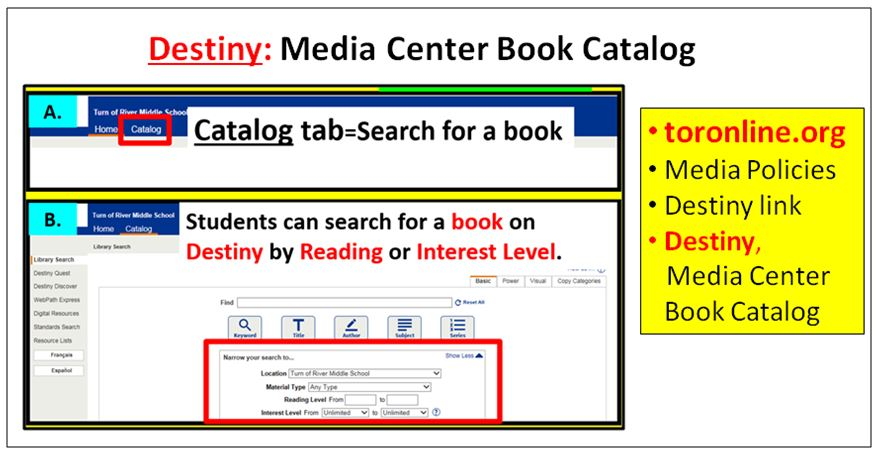 Destiny: Media Center Book Catalog
A.
Turn of River Middle School
Home Catalog
Catalog tab=Search for a book
B.
Turn of River Middle School
Home Catalog
Students can search for a book on
Destiny by Reading or Interest Level.
Library Search
Library Search
Destiny Quest
Destiny Discover
WebPath Express
Digital Resources
Standards Search
Resource Lists
Français
Español
Basic Power Visual Copy Categories
Find Reset All
Keyword Title Author Subject Series
Narrow your search to... Show Less
Location Turn of River Middle School
Material Type Any Type
Reading Level From to
Interest Level From Unlimited to Unlimited ?
• toronline.org
• Media Policies
• Destiny link
• Destiny,
Media Center
Book Catalog